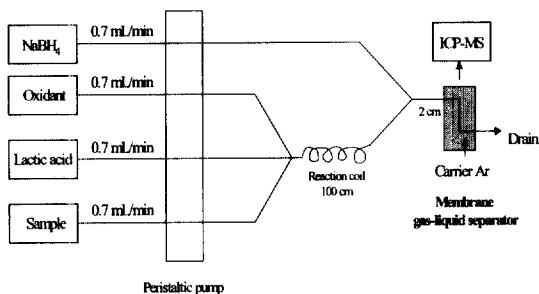 NaBH4
0.7 mL/min
Oxidant
0.7 mL/min
Lactic acid
0.7 mL/min
Sample
0.7 mL/min
Peristaltic pump
Reaction coil
100 cm
2 cm
ICP-MS
Drain
Carrier Ar
Membrane
gas-liquid separator